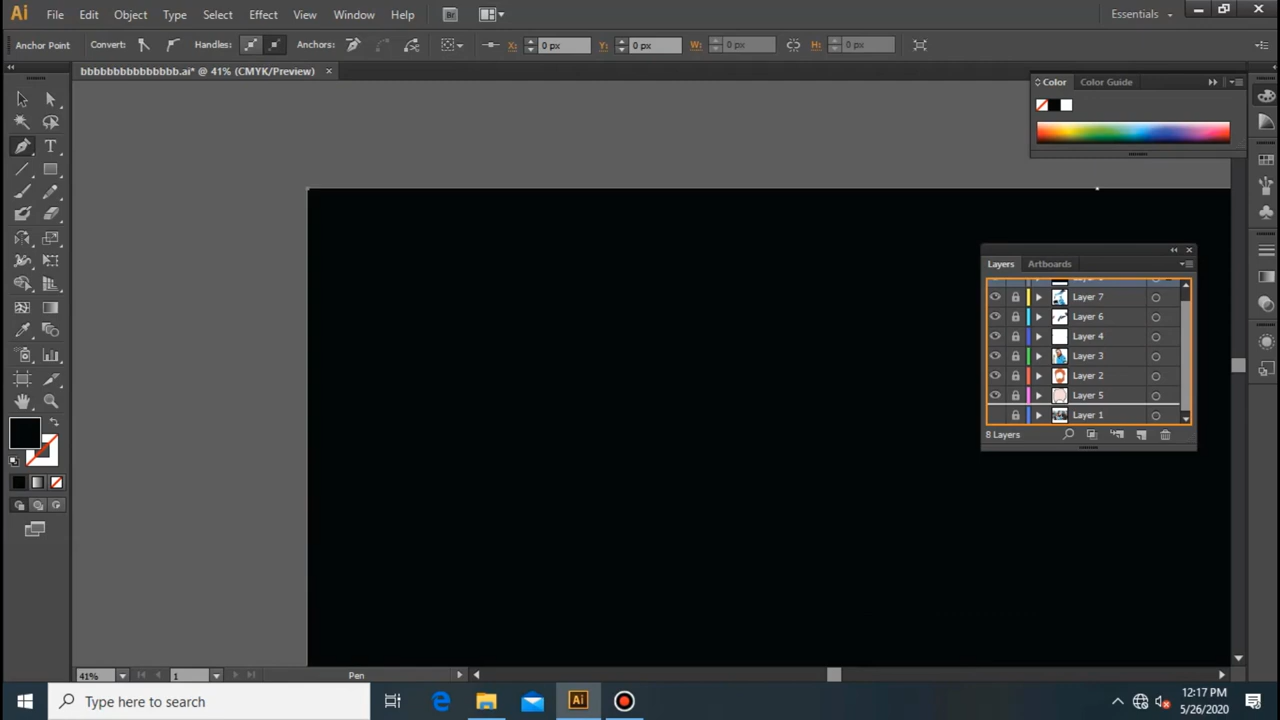 Ai File Edit Object Type Select Effect View Window Help Br Essentials
Anchor Point Convert: Handles: Anchors: X: 0 px Y: 0 px W: 0 px H: 0 px
bbbbbbbbbbbbbbb.ai* @ 41% (CMYK/Preview)
Color Color Guide
T
Layers Artboards
Layer 7
Layer 6
Layer 4
Layer 3
Layer 2
Layer 5
Layer 1
8 Layers
41% 1 Pen
Type here to search Ai 12:17 PM
5/26/2020